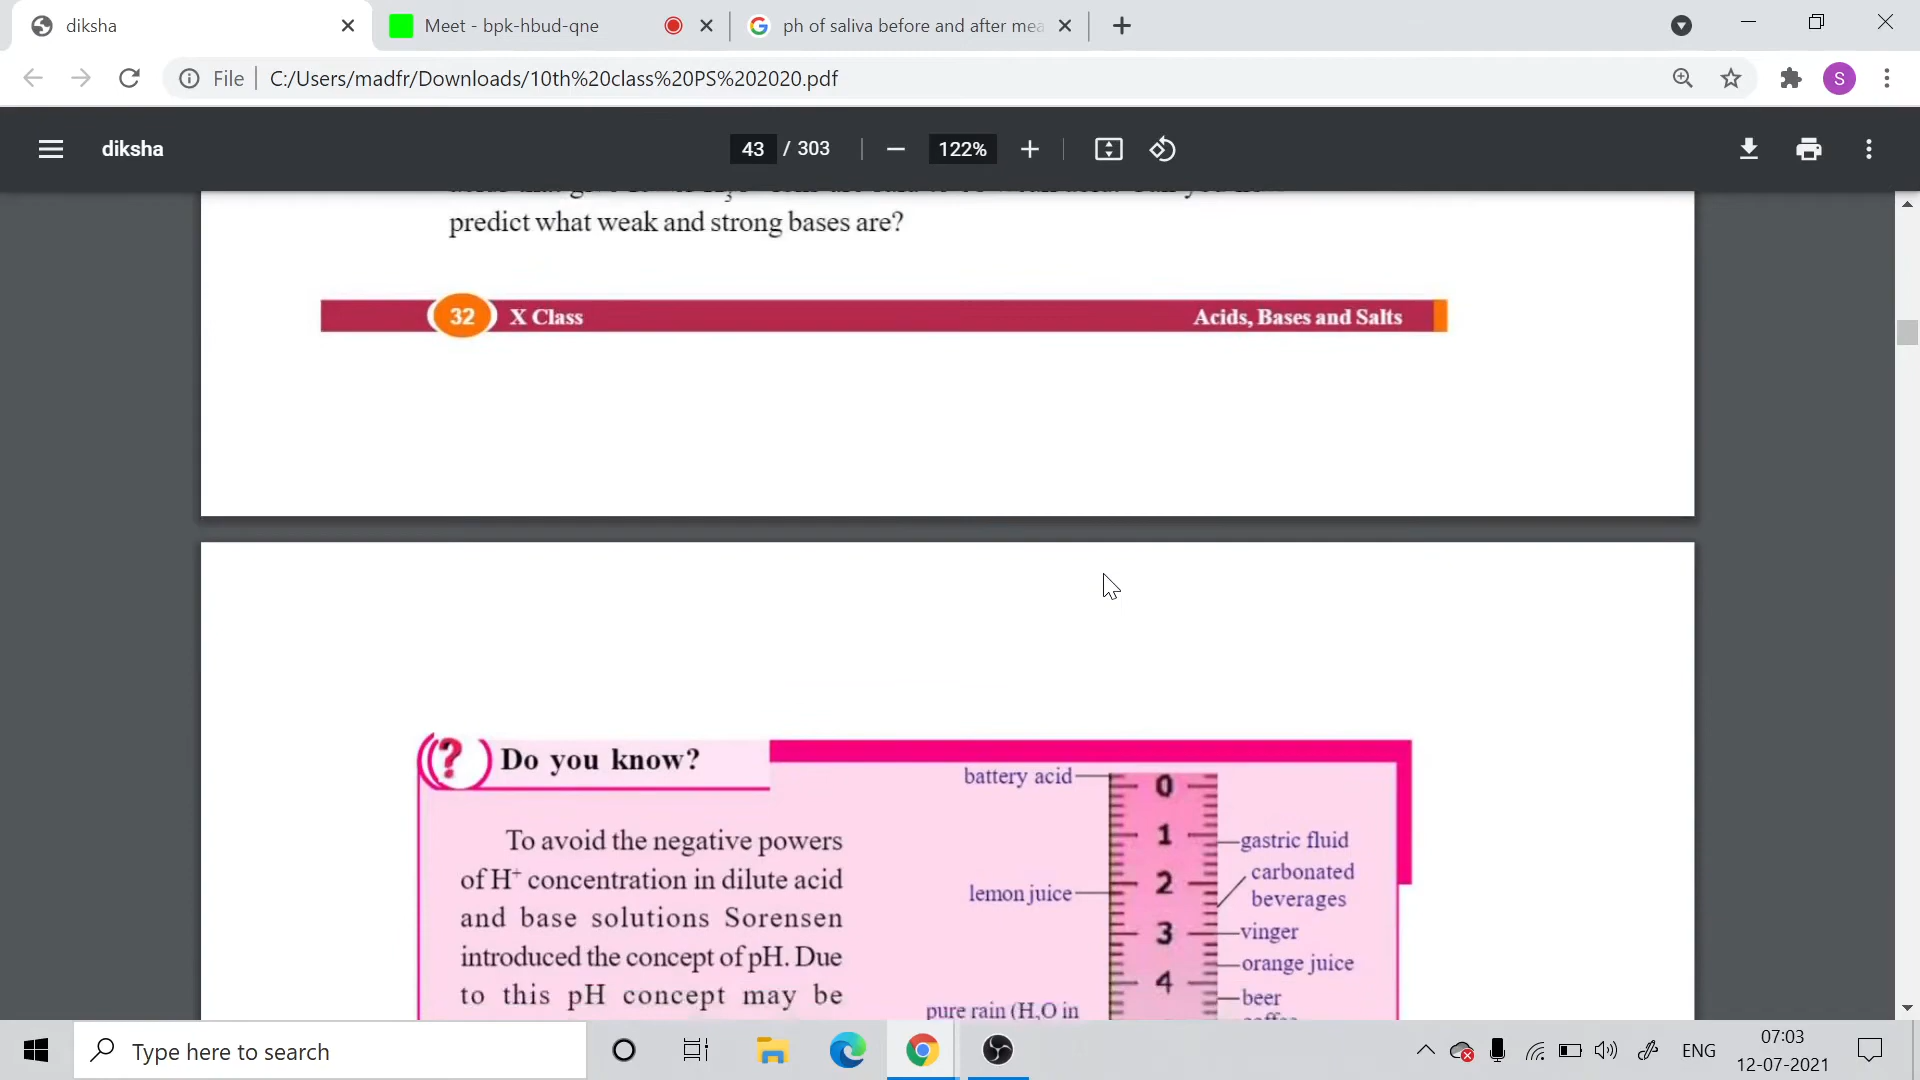 diksha
Meet - bpk-hbud-qne
ph of saliva before and after mea
File
C:/Users/madfr/Downloads/10th%20class%20PS%202020.pdf
S
diksha
43 / 303
122%
predict what weak and strong bases are?
32 X Class
Acids, Bases and Salts
? Do you know?
To avoid the negative powers
of H⁺ concentration in dilute acid
and base solutions Sorensen
introduced the concept of pH. Due
to this pH concept may be
battery acid
lemon juice
pure rain (H₂O in
0
1
2
3
4
gastric fluid
carbonated
beverages
vinger
orange juice
beer
Type here to search
ENG
07:03
12-07-2021